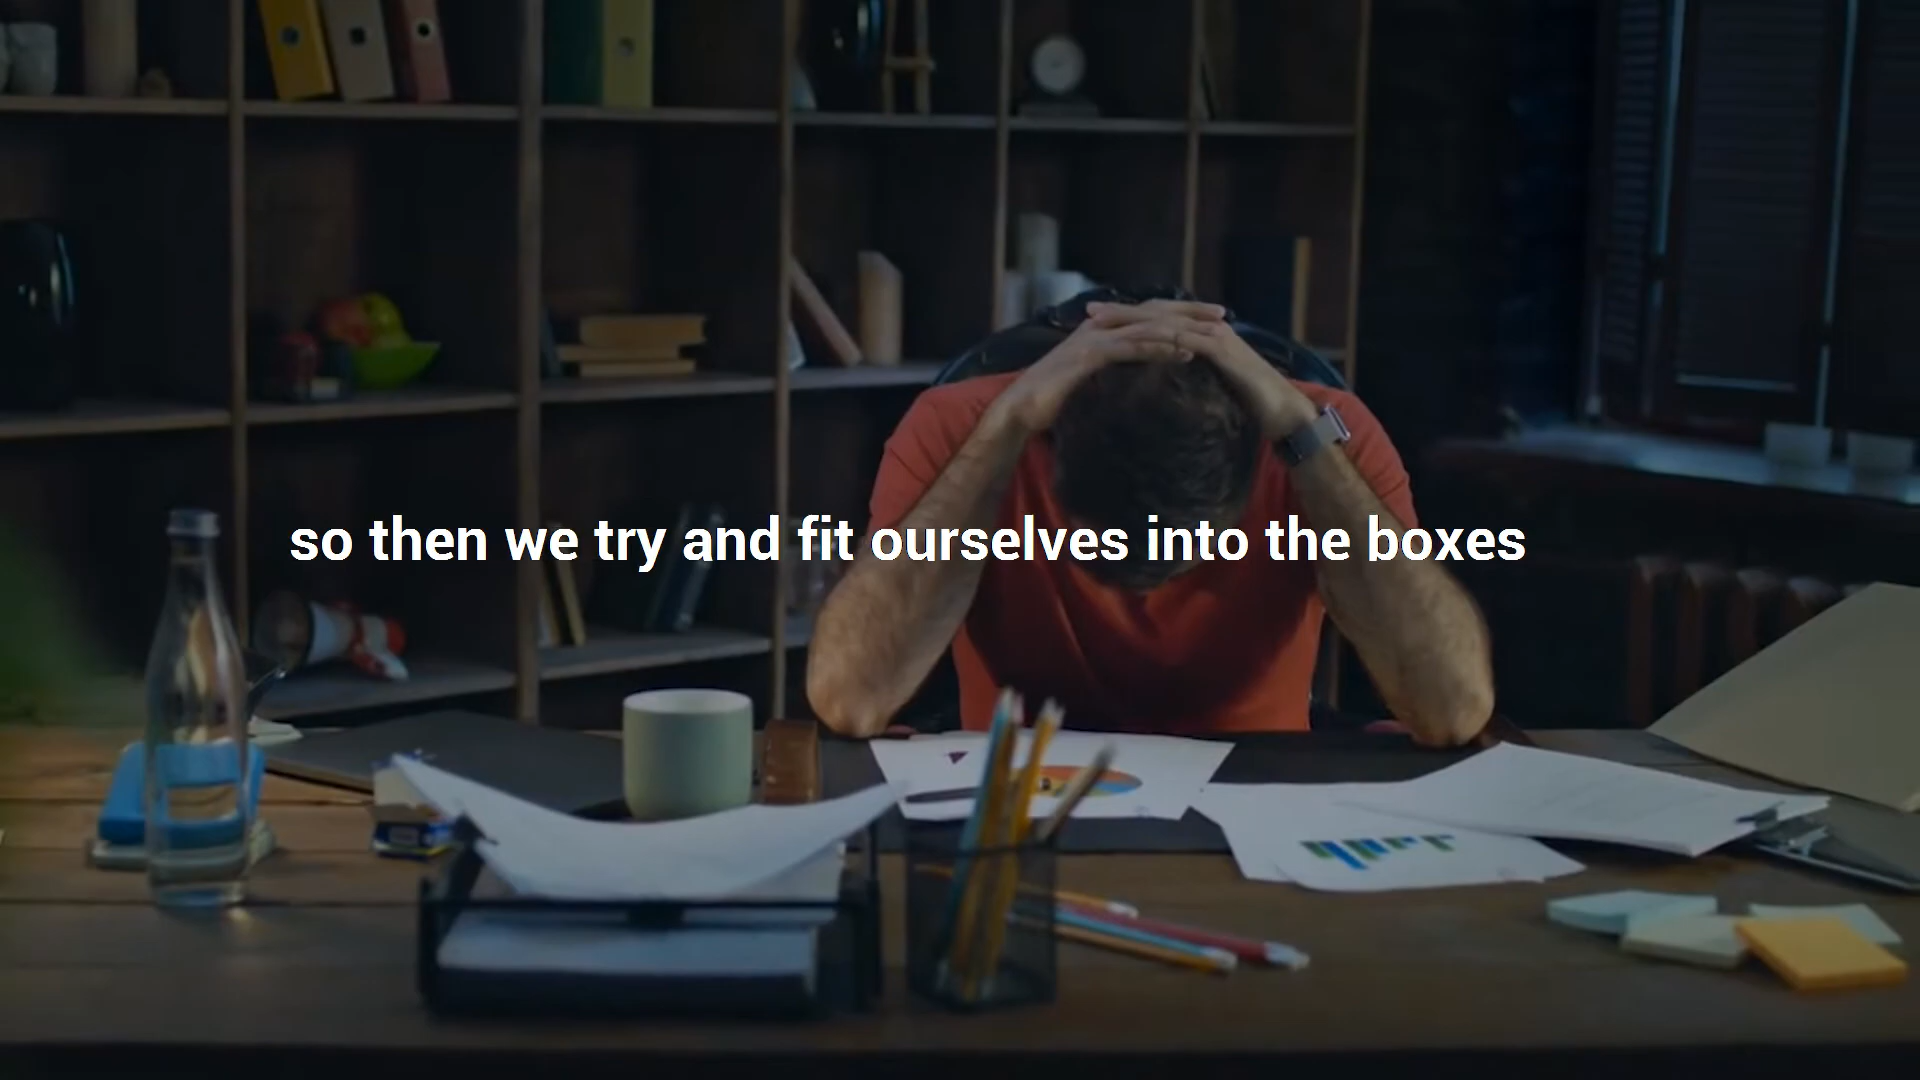 so then we try and fit ourselves into the boxes